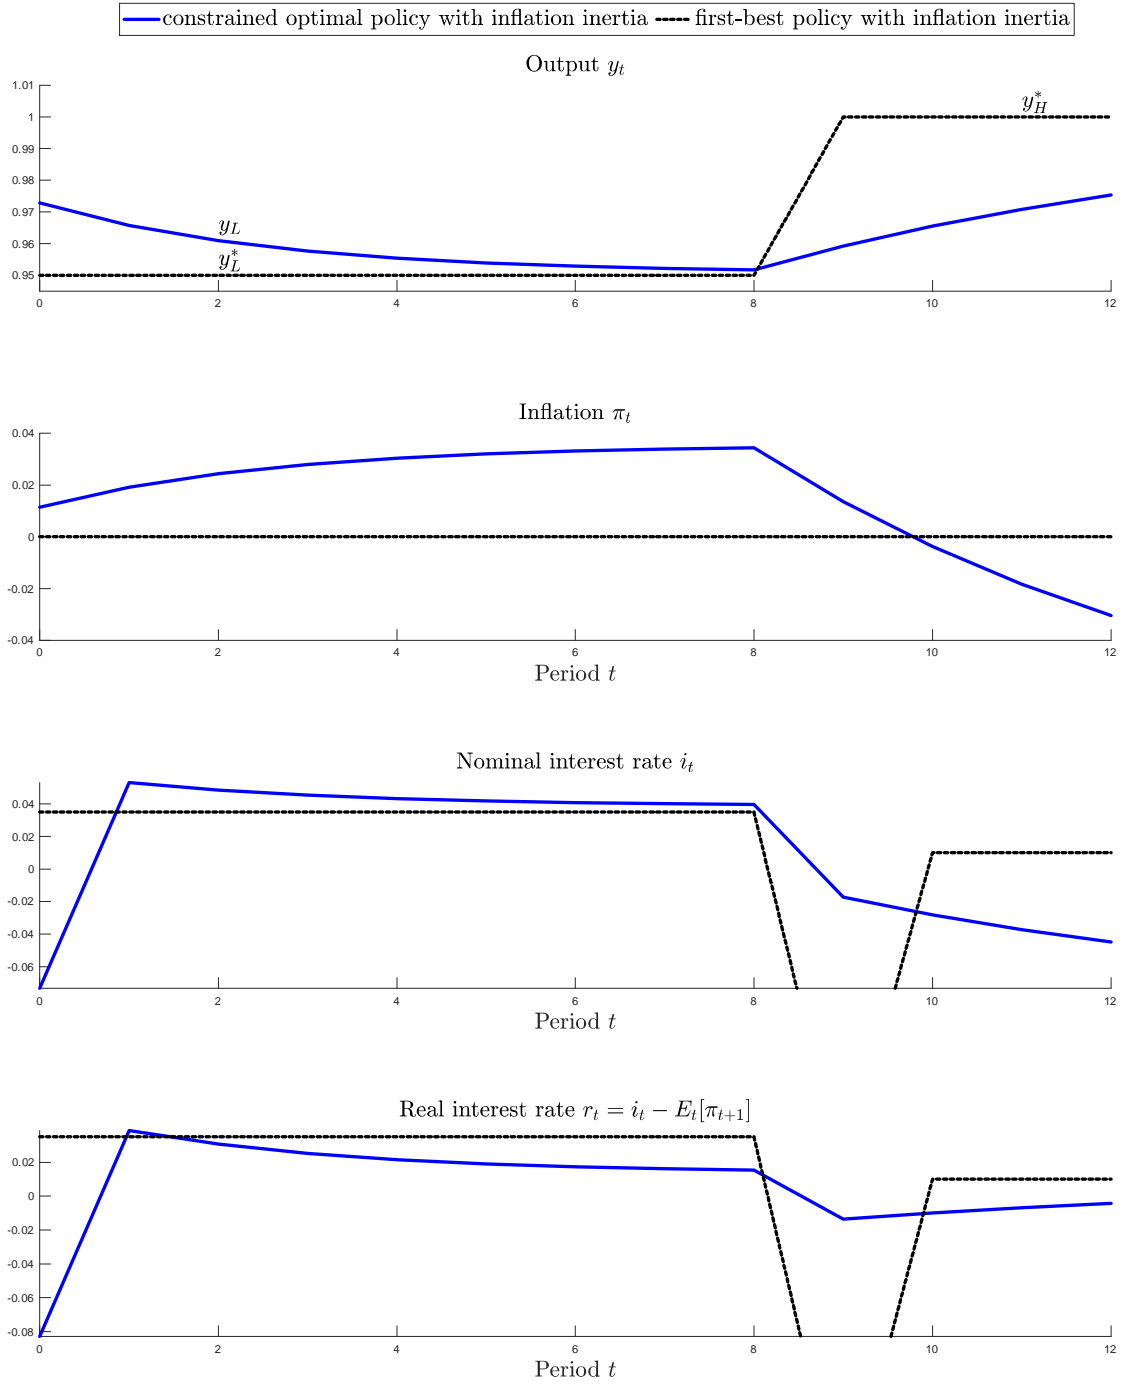 constrained optimal policy with inflation inertia first-best policy with inflation inertia
Output y_t
1.01
1
0.99
0.98
0.97
0.96
0.95
y_H^*
y_L
y_L^*
0 2 4 6 8 10 12
Inflation π_t
0.04
0.02
0
-0.02
-0.04
0 2 4 6 8 10 12
Period t
Nominal interest rate i_t
0.04
0.02
0
-0.02
-0.04
-0.06
0 2 4 6 8 10 12
Period t
Real interest rate r_t = i_t − E_t[π_{t+1}]
0.02
0
-0.02
-0.04
-0.06
-0.08
0 2 4 6 8 10 12
Period t